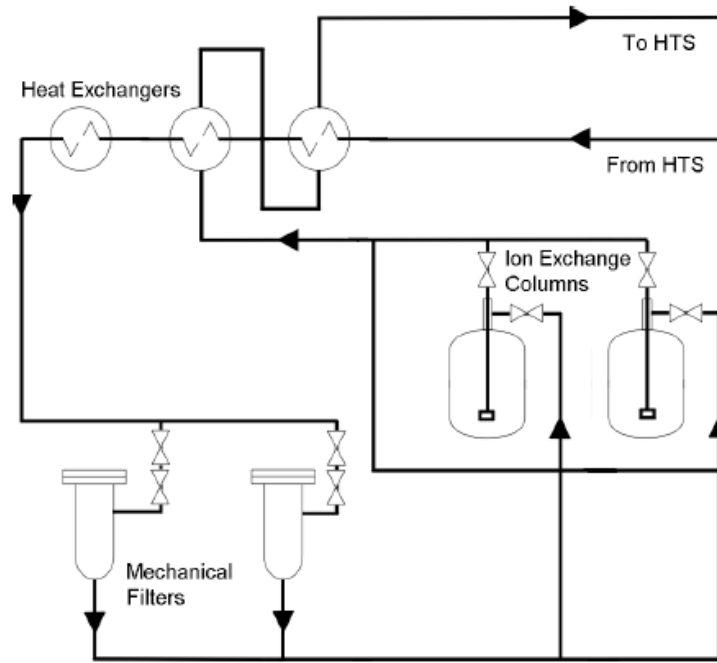 To HTS
Heat Exchangers
From HTS
Ion Exchange
Columns
Mechanical
Filters